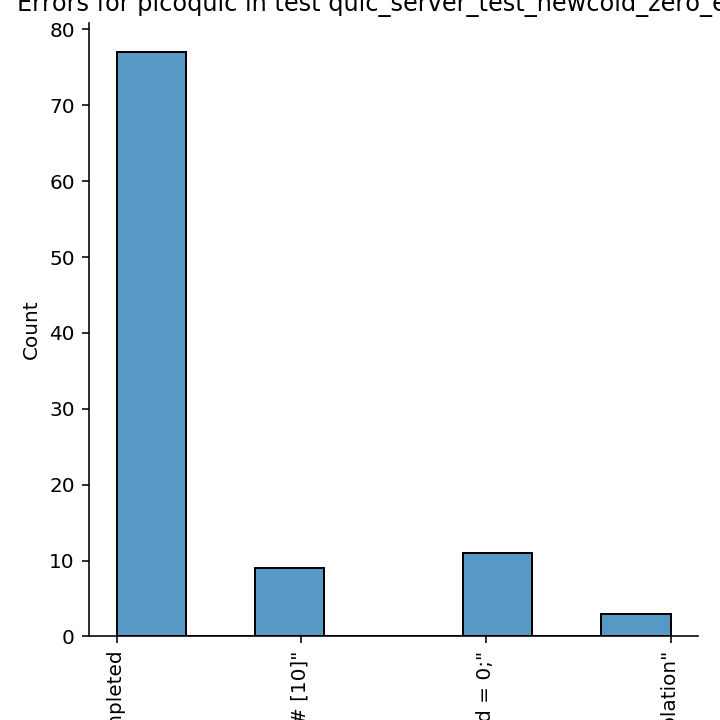 Errors for picoquic in test quic_server_test_newcold_zero_e
80
70
60
50
40
30
20
10
0
Count
mpleted
# [10]"
d = 0;"
olation"